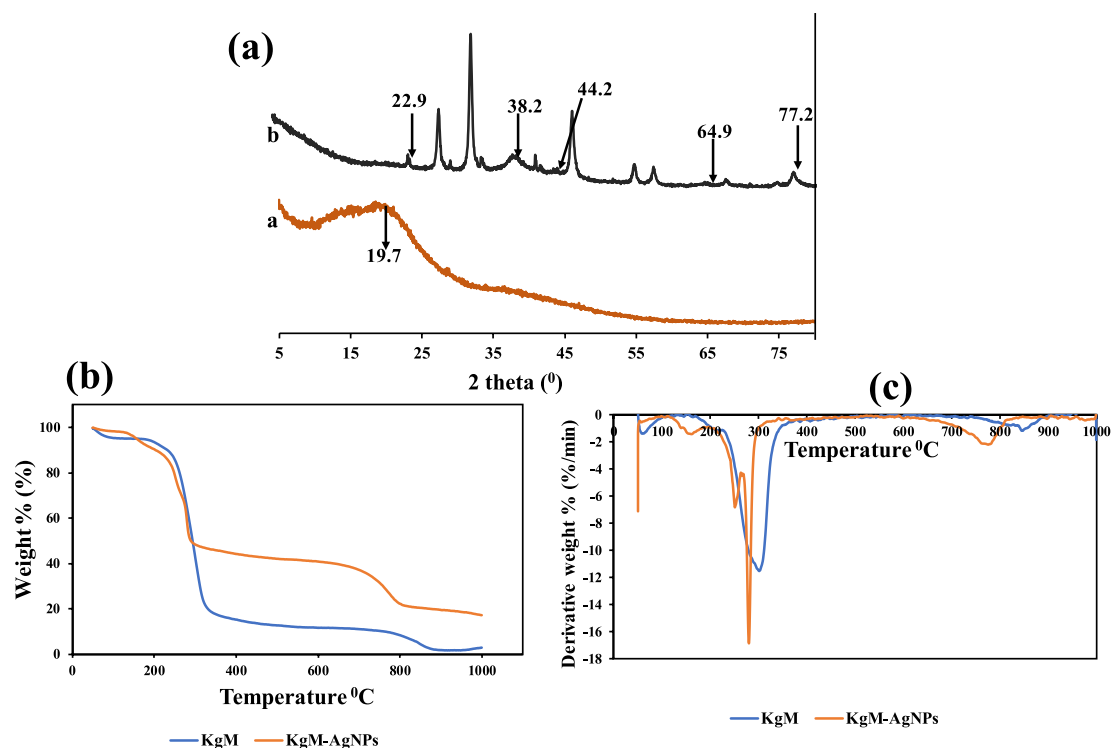 (a)
b
22.9
38.2
44.2
64.9
77.2
a
19.7
5 15 25 35 45 55 65 75
2 theta (⁰)
(b)
Weight % (%)
100
80
60
40
20
0
0 200 400 600 800 1000
Temperature ⁰C
KgM KgM-AgNPs
(c)
Derivative weight % (%/min)
0
-2
-4
-6
-8
-10
-12
-14
-16
-18
0 100 200 300 400 500 600 700 800 900 1000
Temperature ⁰C
KgM KgM-AgNPs